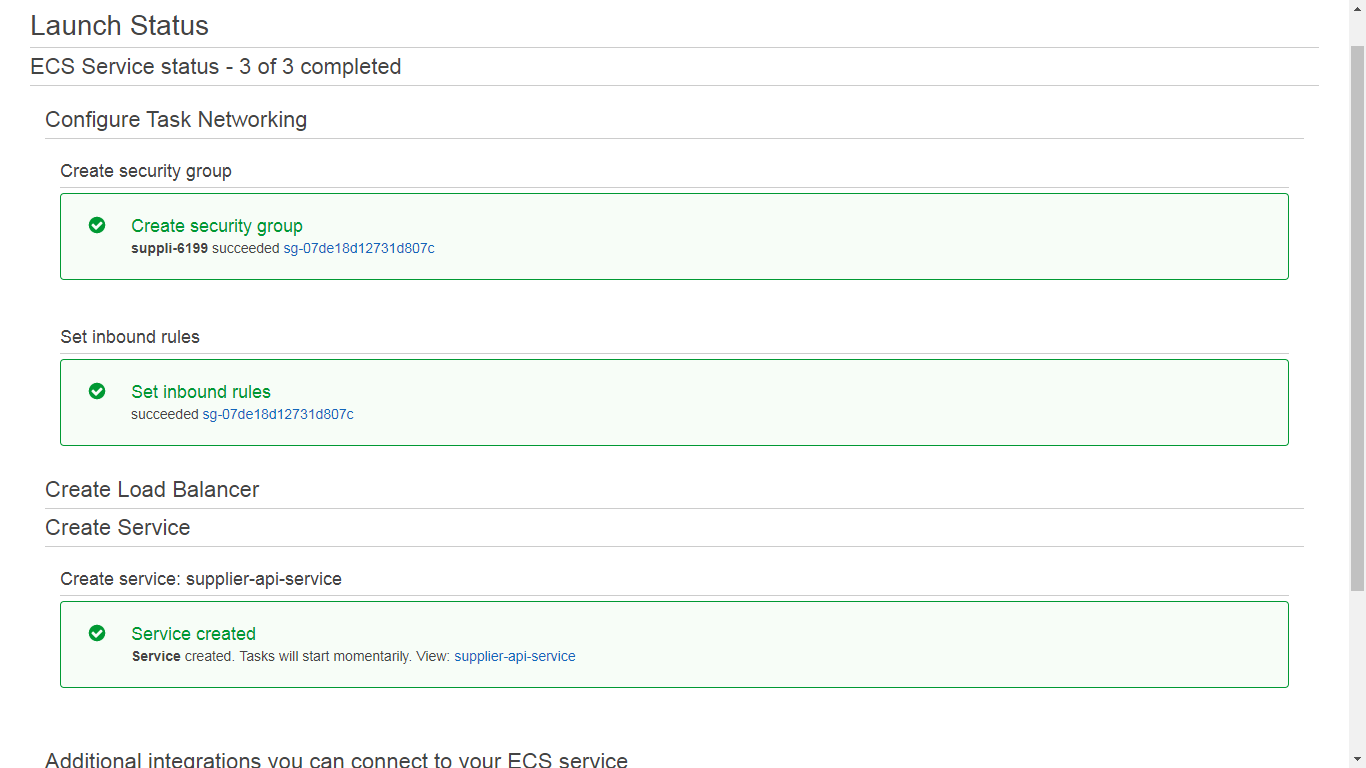 Launch Status
ECS Service status - 3 of 3 completed
Configure Task Networking
Create security group
Create security group
suppli-6199 succeeded sg-07de18d12731d807c
Set inbound rules
Set inbound rules
succeeded sg-07de18d12731d807c
Create Load Balancer
Create Service
Create service: supplier-api-service
Service created
Service created. Tasks will start momentarily. View: supplier-api-service
Additional integrations you can connect to your ECS service